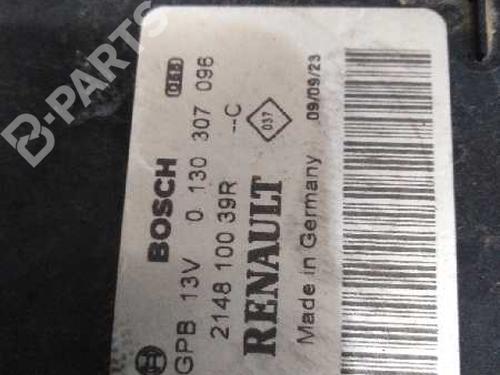 BOSCH
GPB 13V 0 130 307 096
2148 100 39R --C
037
RENAULT
Made in Germany 09/09/23
B-PARTS